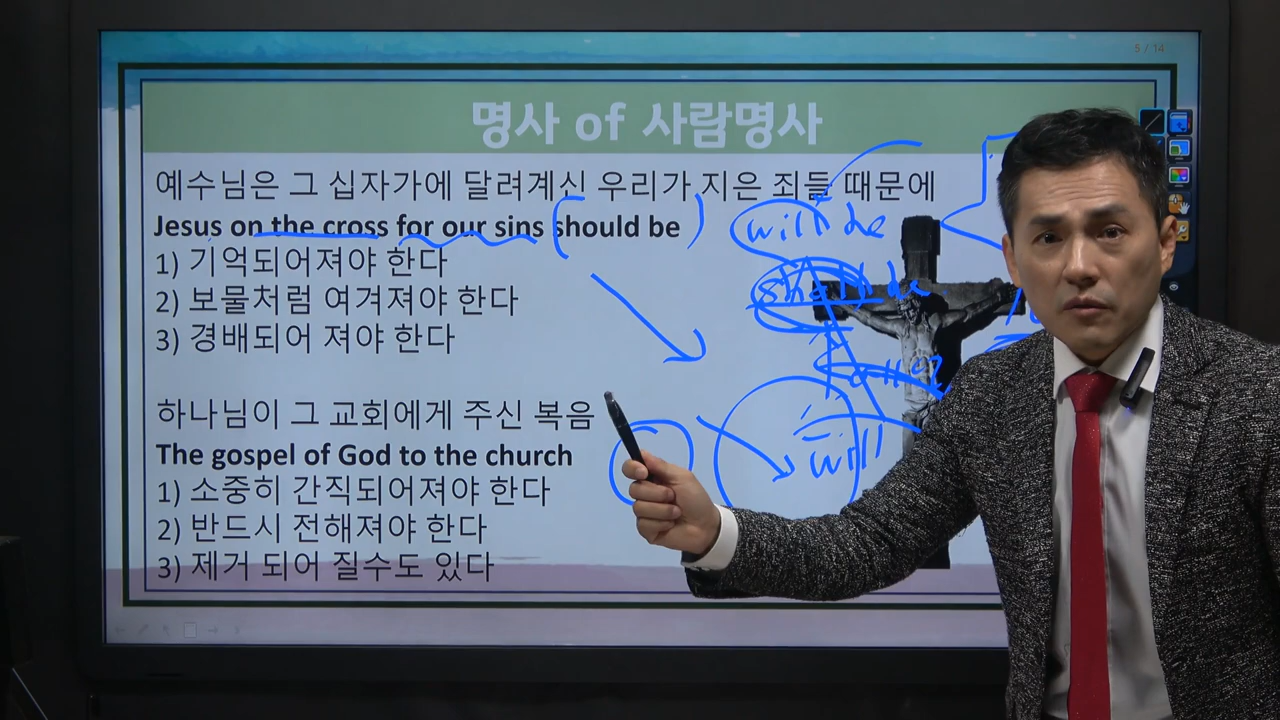 5 / 14
명사 of 사람명사
예수님은 그 십자가에 달려계신 우리가 지은 죄들 때문에
Jesus on the cross for our sins should be ( )
1) 기억되어져야 한다
2) 보물처럼 여겨져야 한다
3) 경배되어 져야 한다
will be
하나님이 그 교회에게 주신 복음
The gospel of God to the church
1) 소중히 간직되어져야 한다
2) 반드시 전해져야 한다
3) 제거 되어 질수도 있다
will